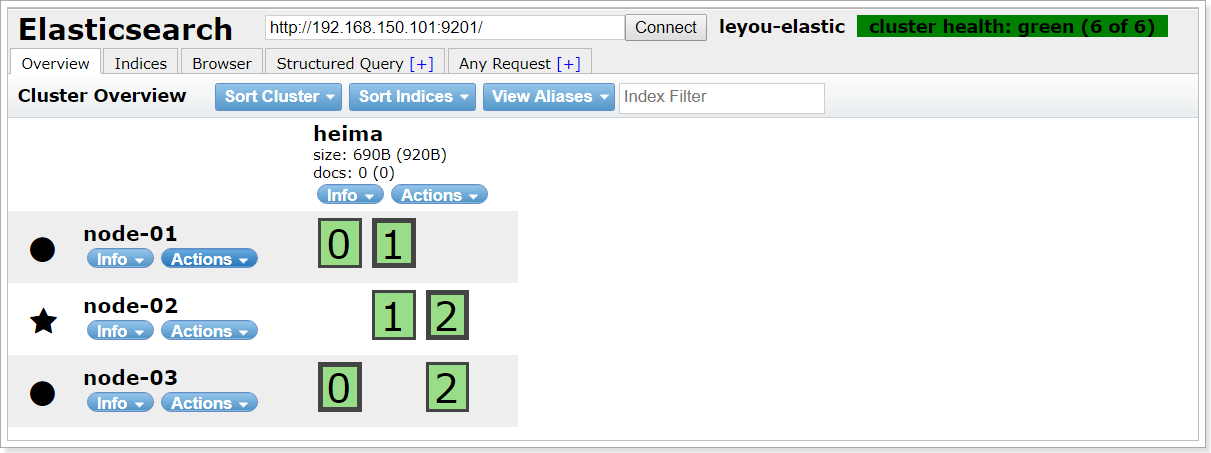 Elasticsearch http://192.168.150.101:9201/ Connect leyou-elastic cluster health: green (6 of 6)
Overview Indices Browser Structured Query [+] Any Request [+]
Cluster Overview Sort Cluster Sort Indices View Aliases Index Filter
heima
size: 690B (920B)
docs: 0 (0)
Info Actions
node-01 0 1
Info Actions
node-02 1 2
Info Actions
node-03 0 2
Info Actions